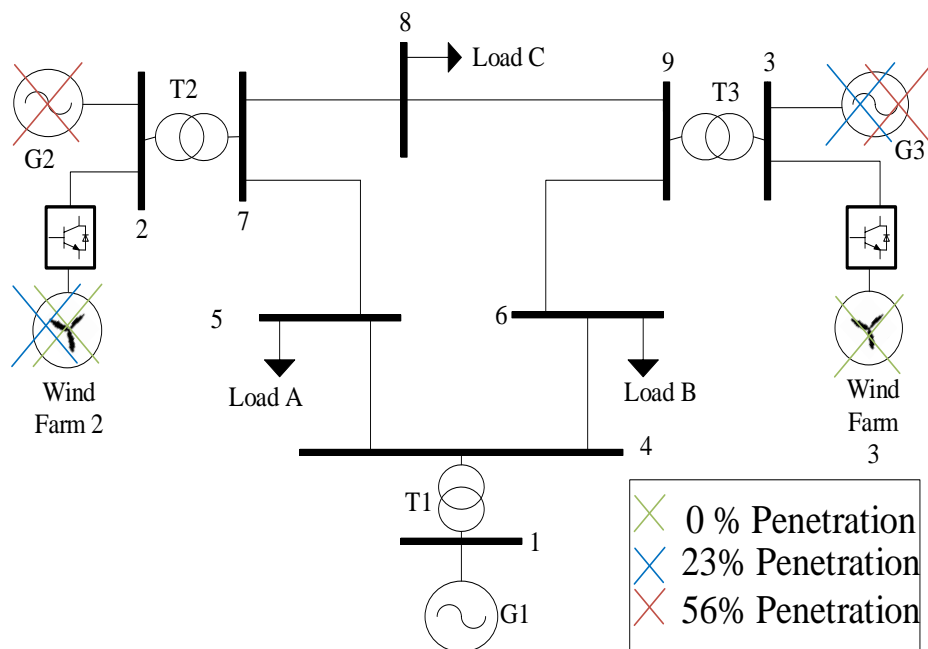 8
Load C
9
3
T2
T3
G2
G3
2
7
5
6
Wind
Farm 2
Load A
Load B
Wind
Farm
3
4
T1
1
G1
0 % Penetration
23% Penetration
56% Penetration